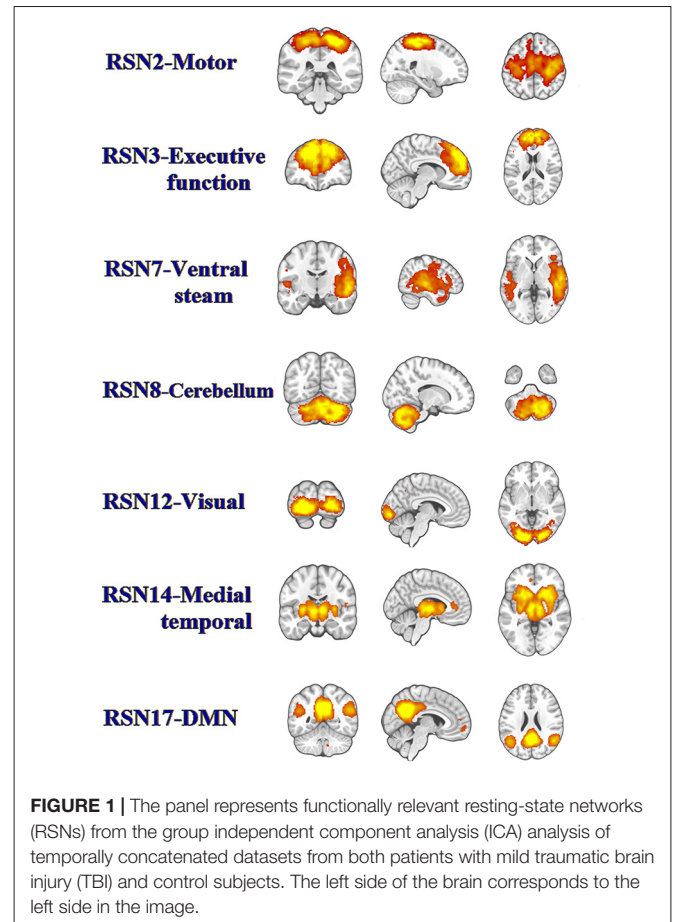 RSN2-Motor
RSN3-Executive
function
RSN7-Ventral
steam
RSN8-Cerebellum
RSN12-Visual
RSN14-Medial
temporal
RSN17-DMN
FIGURE 1 | The panel represents functionally relevant resting-state networks
(RSNs) from the group independent component analysis (ICA) analysis of
temporally concatenated datasets from both patients with mild traumatic brain
injury (TBI) and control subjects. The left side of the brain corresponds to the
left side in the image.